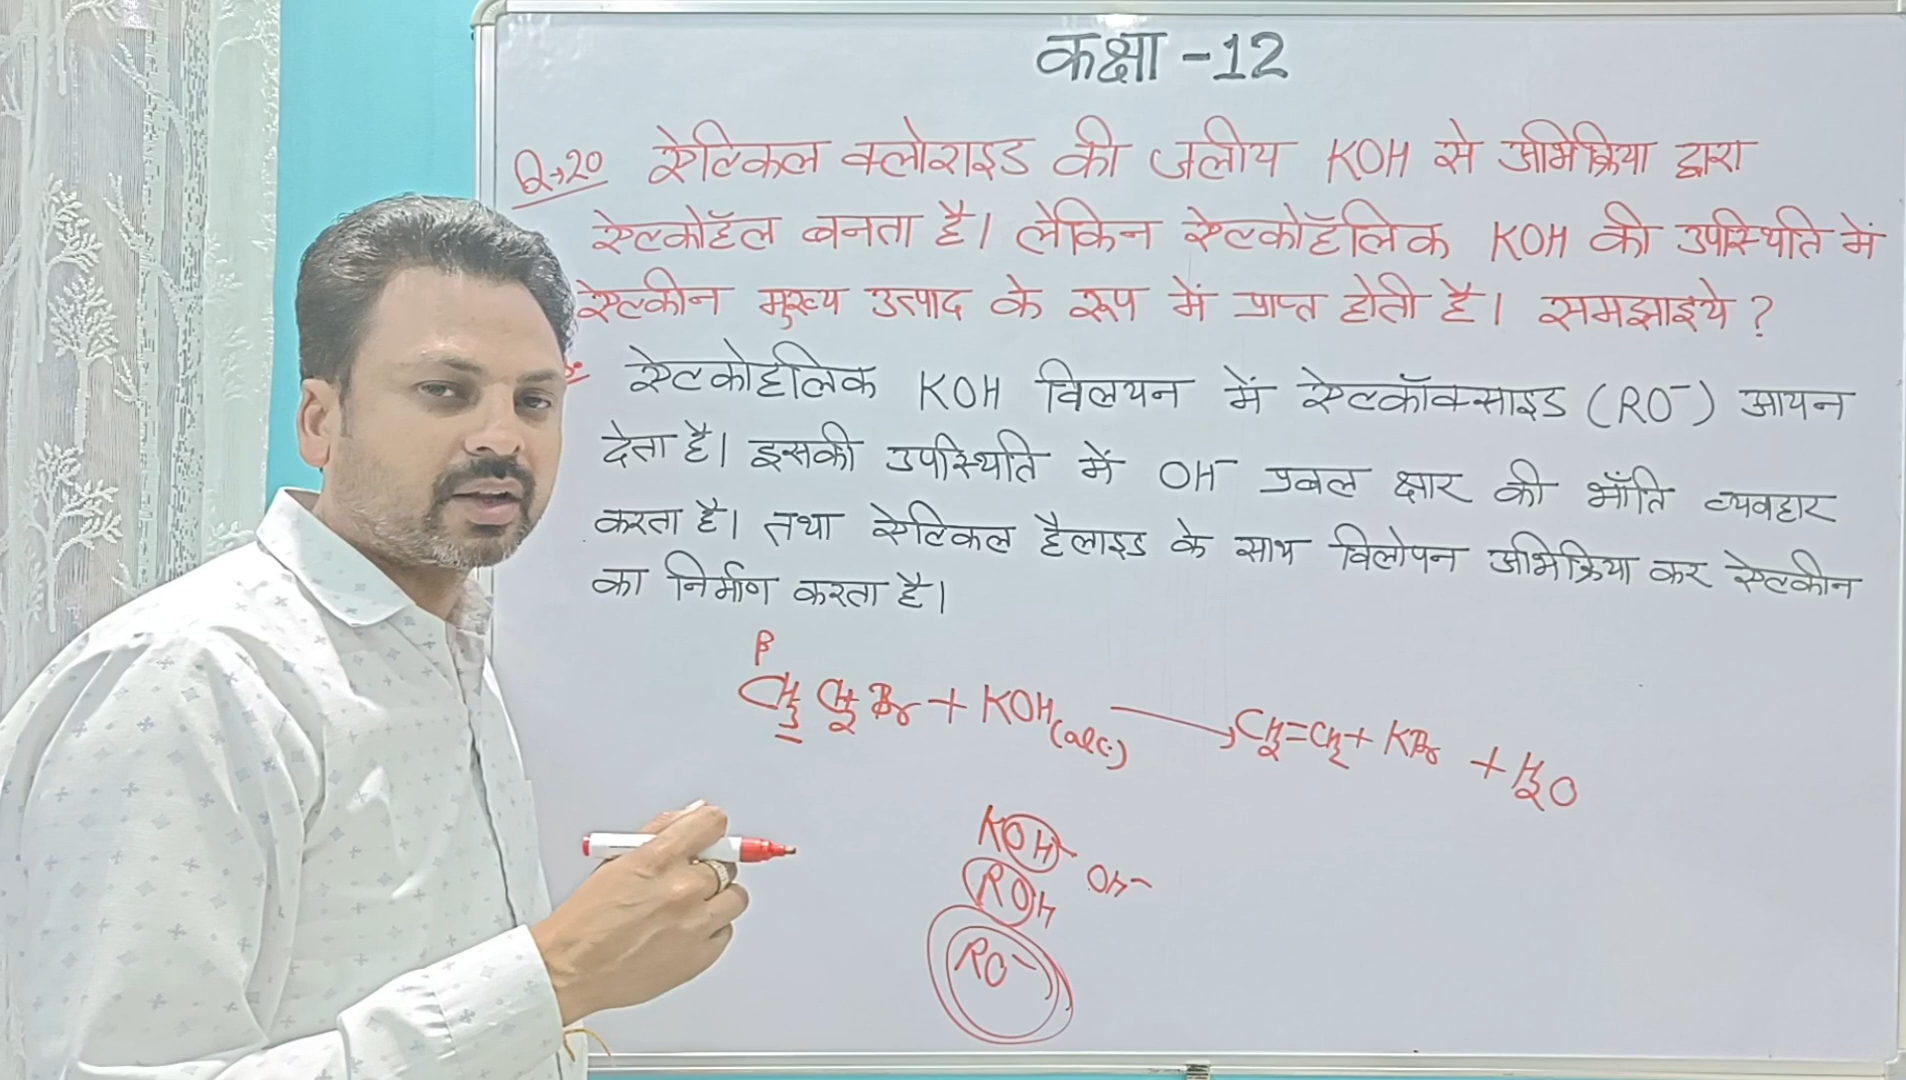 कक्षा -12
Q→20 ऐल्किल क्लोराइड की जलीय KOH से अभिक्रिया द्वारा
ऐल्कोहॅल बनता है। लेकिन ऐल्कोहॅालिक KOH की उपस्थिति में
ऐल्कीन मुख्य उत्पाद के रूप में प्राप्त होती है। समझाइये ?
ऐल्कोहलिक KOH विलयन में ऐल्कॉक्साइड (RO⁻) आयन
देता है। इसकी उपस्थिति में OH⁻ प्रबल क्षार की भाँति व्यवहार
करता है। तथा ऐल्किल हैलाइड के साथ विलोपन अभिक्रिया कर ऐल्कीन
का निर्माण करता है।
β
CH₃ CH₂ Br + KOH(alc.) → CH₂=CH₂ + KBr + H₂O
KOH
ROH OH⁻
RO⁻